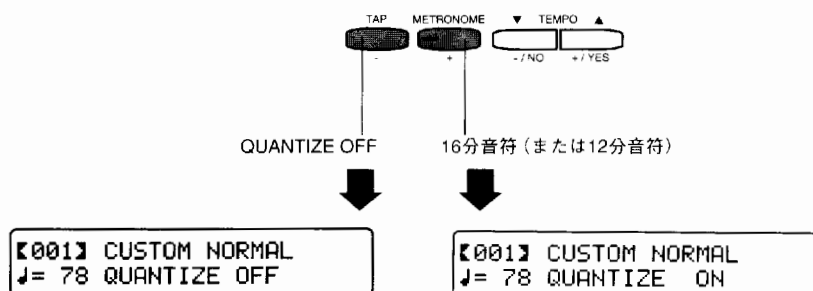 TAP METRONOME ▼ TEMPO ▲
- + -/NO +/YES
QUANTIZE OFF 16分音符(または12分音符)
【001】 CUSTOM NORMAL
♩= 78 QUANTIZE OFF
【001】 CUSTOM NORMAL
♩= 78 QUANTIZE ON